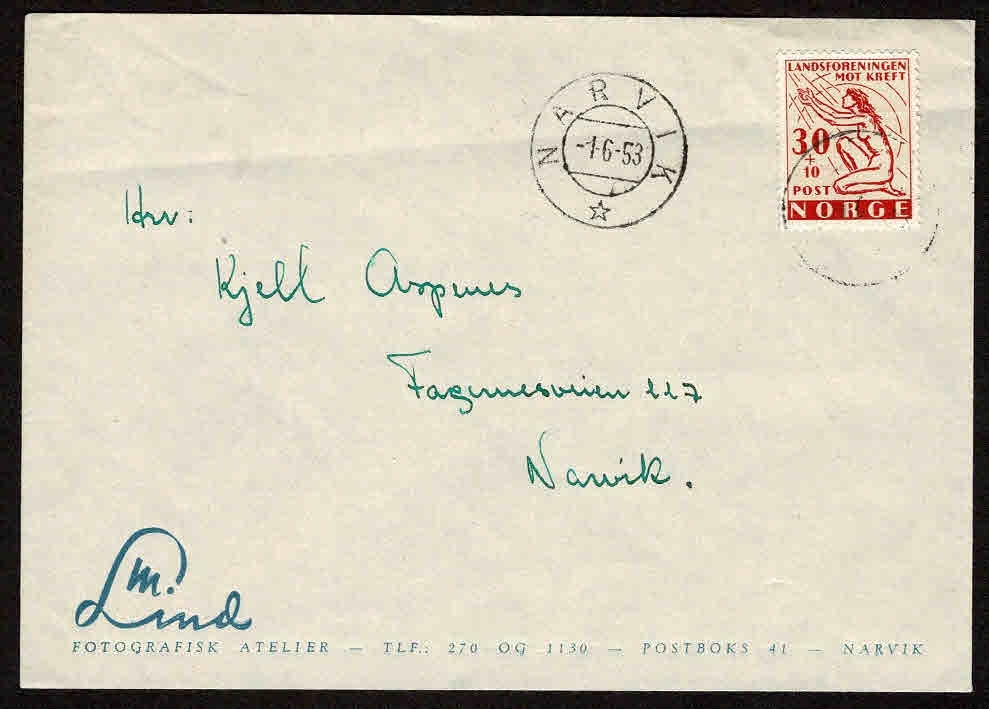 LANDSFORENINGEN
MOT KREFT
30
+
10
POST
NORGE
NARVIK
-1-6-53
Hrr:
Kjell Aspenes
Fagernesveien 117
Narvik.
M. Lind
FOTOGRAFISK ATELIER — TLF.: 270 OG 1130 — POSTBOKS 41 — NARVIK